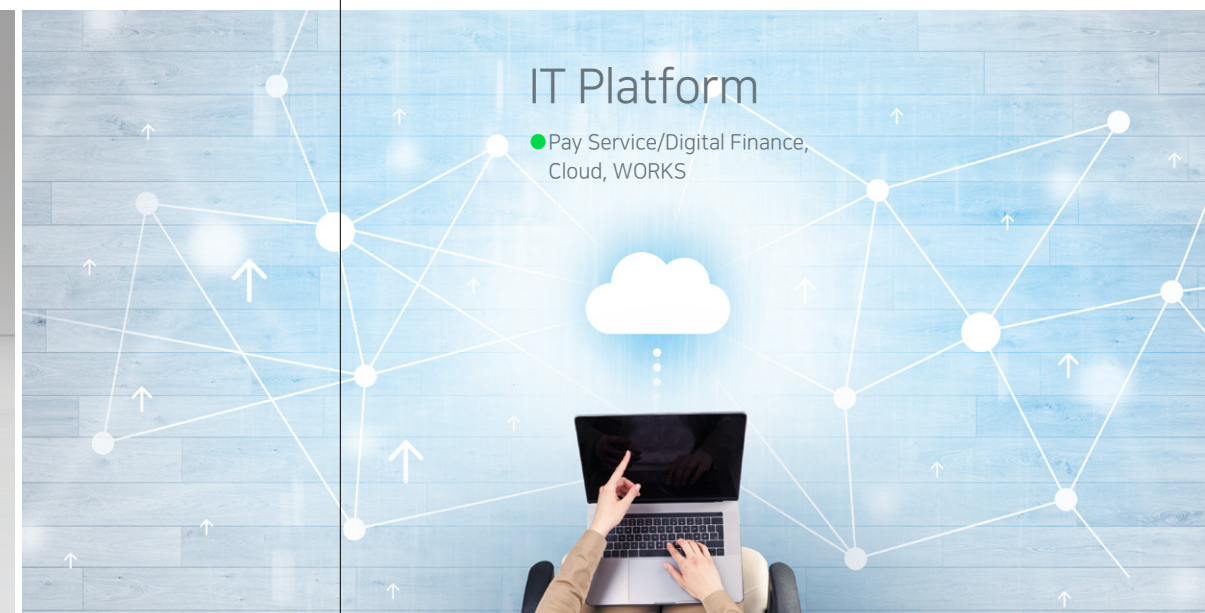 IT Platform
Pay Service/Digital Finance,
Cloud, WORKS